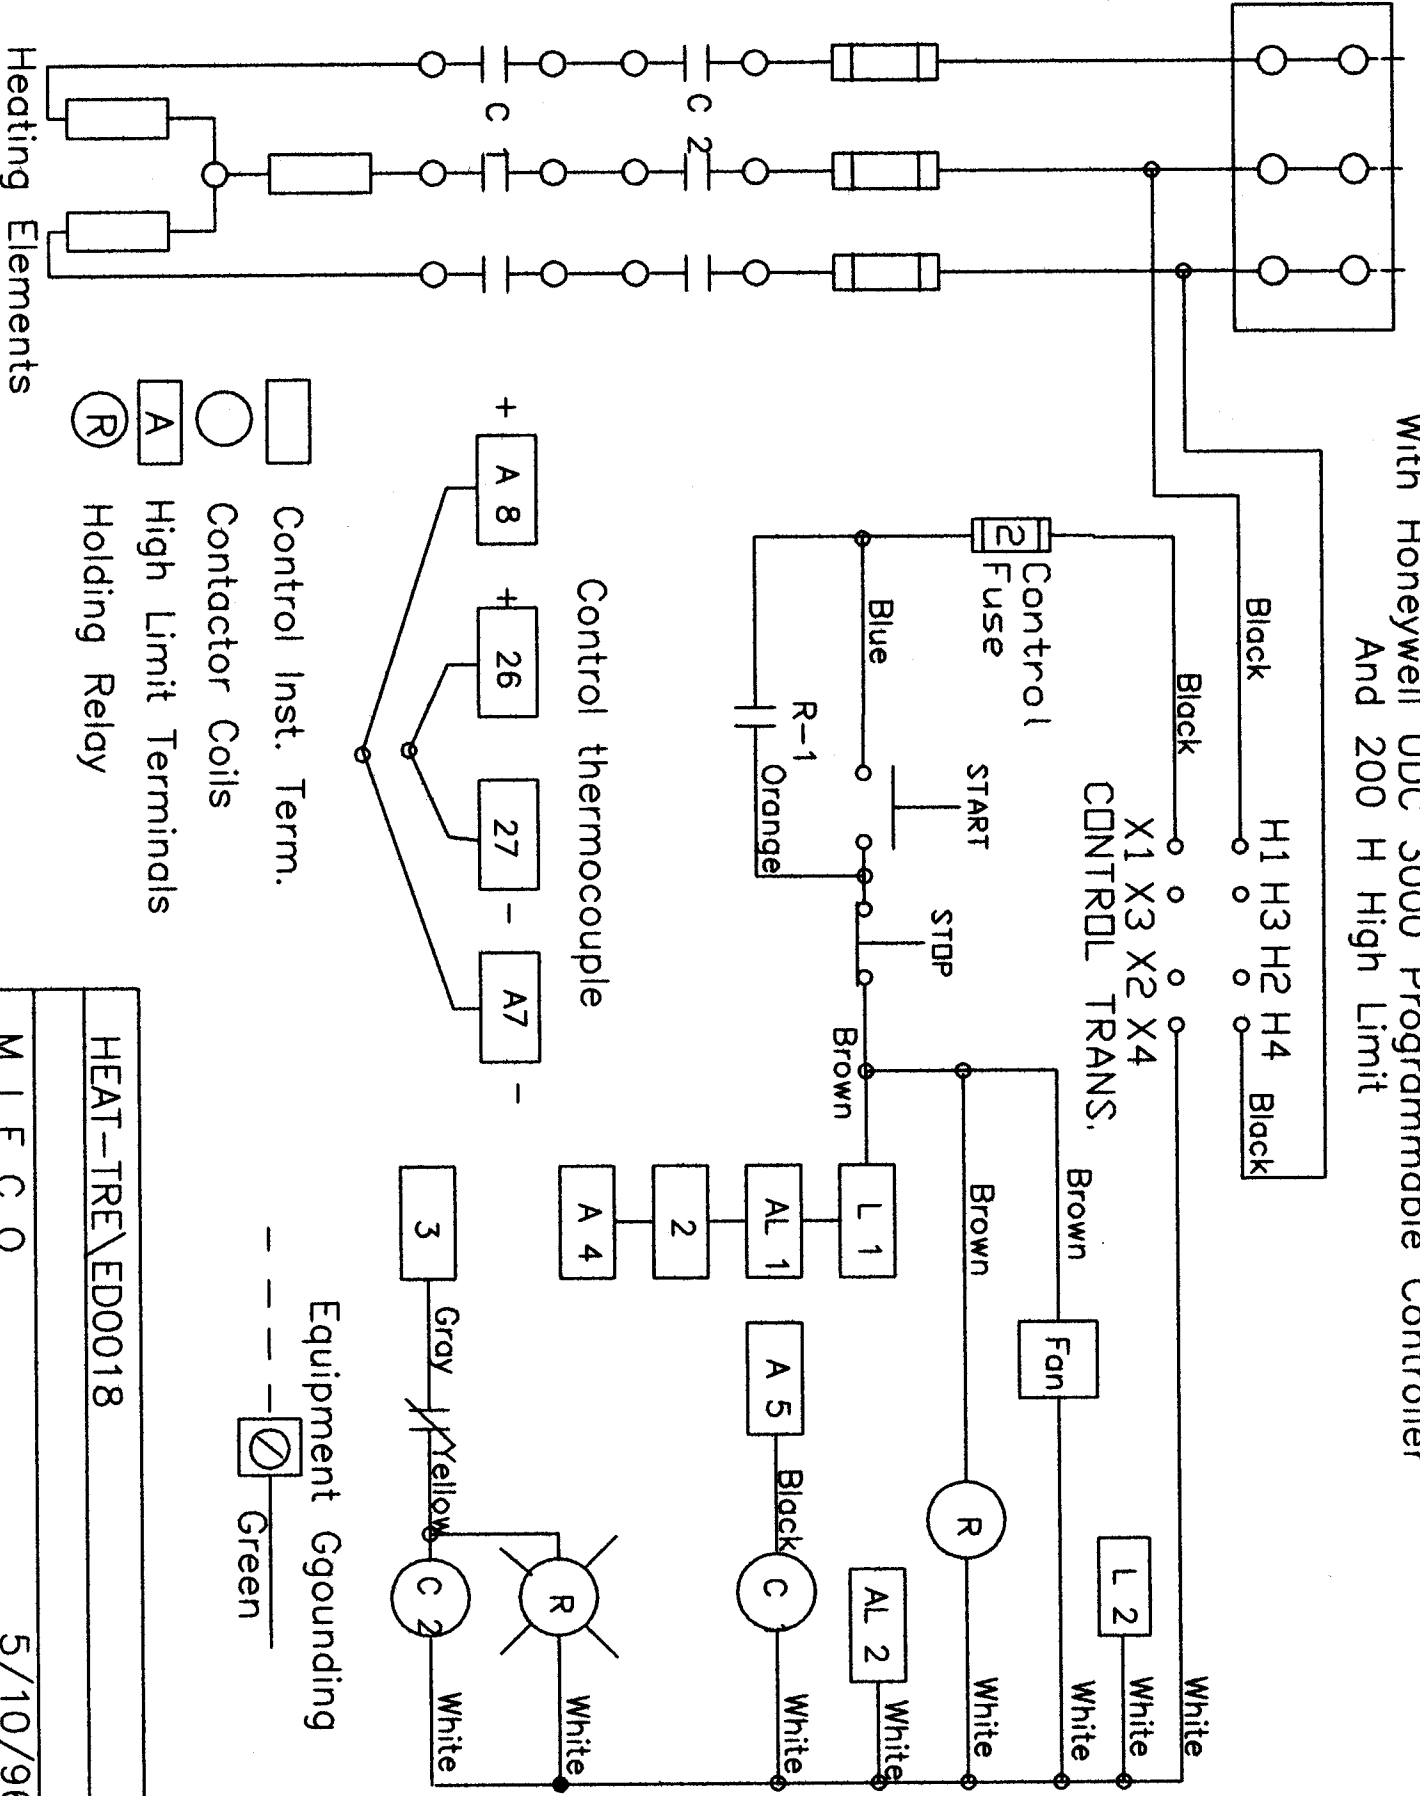 With Honeywell UDC 3000 Programmable Controller
And 200 H High Limit
H1 H3 H2 H4
Black
Black
Black
X1 X3 X2 X4
CONTROL TRANS.
Control
Fuse
2
Blue
START
R-1
Orange
STOP
Brown
Brown
Brown
Fan
R
L 1
AL 1
2
A 4
L 2
AL 2
A 5
Black
C 1
3
Gray
Yellow
C 2
R
White
White
White
White
White
White
White
White
C 2
C 1
Heating Elements
Control thermocouple
+
A 8
+
26
27
-
A7
-
Control Inst. Term.
Contactor Coils
A
High Limit Terminals
R
Holding Relay
Equipment Ggounding
Green
HEAT-TRE\ED0018
M I F C O